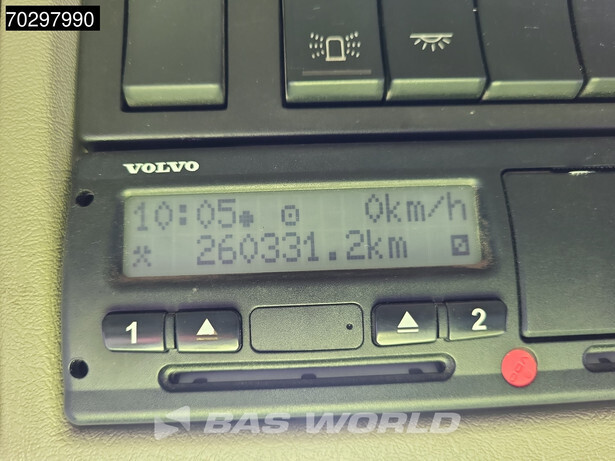 70297990
VOLVO
10:05 0km/h
260331.2km
1 2
BAS WORLD